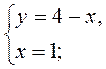 y = 4 − x,
x = 1;